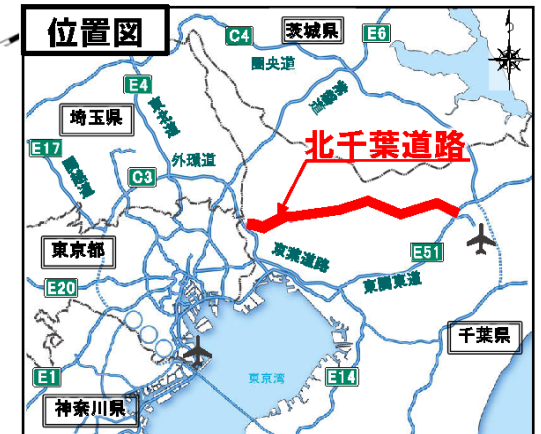 位置図
C4
茨城県
E6
圏央道
E4
常磐道
東北道
埼玉県
E17
関越道
外環道
C3
北千葉道路
東京都
京葉道路
E51
東関東道
E20
千葉県
東京湾
E1
E14
神奈川県